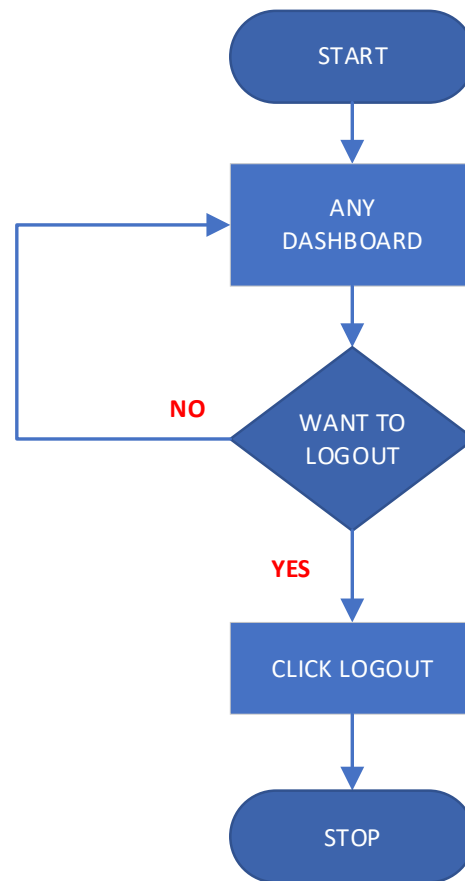 START
ANY
DASHBOARD
NO
WANT TO
LOGOUT
YES
CLICK LOGOUT
STOP